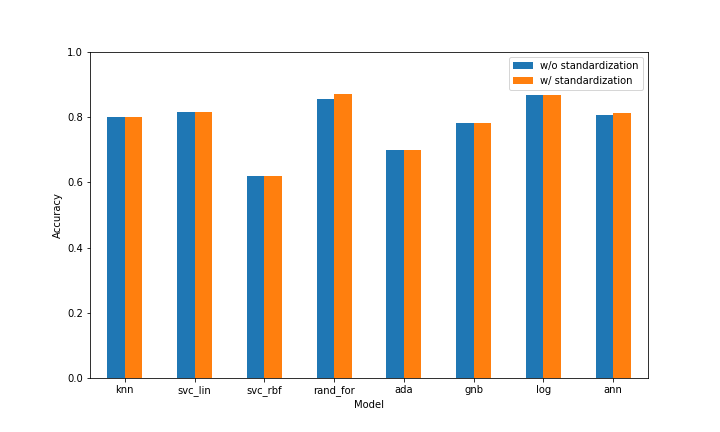 1.0
0.8
0.6
0.4
0.2
0.0
Accuracy
w/o standardization
w/ standardization
knn svc_lin svc_rbf rand_for ada gnb log ann
Model